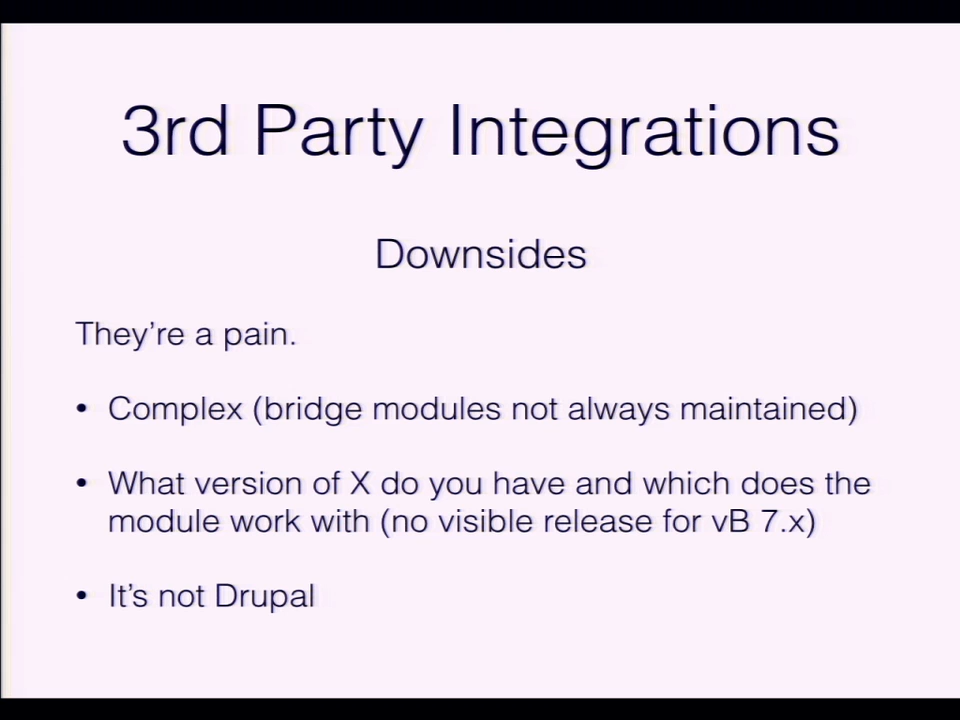 3rd Party Integrations
Downsides
They're a pain.
• Complex (bridge modules not always maintained)
• What version of X do you have and which does the
module work with (no visible release for vB 7.x)
• It's not Drupal